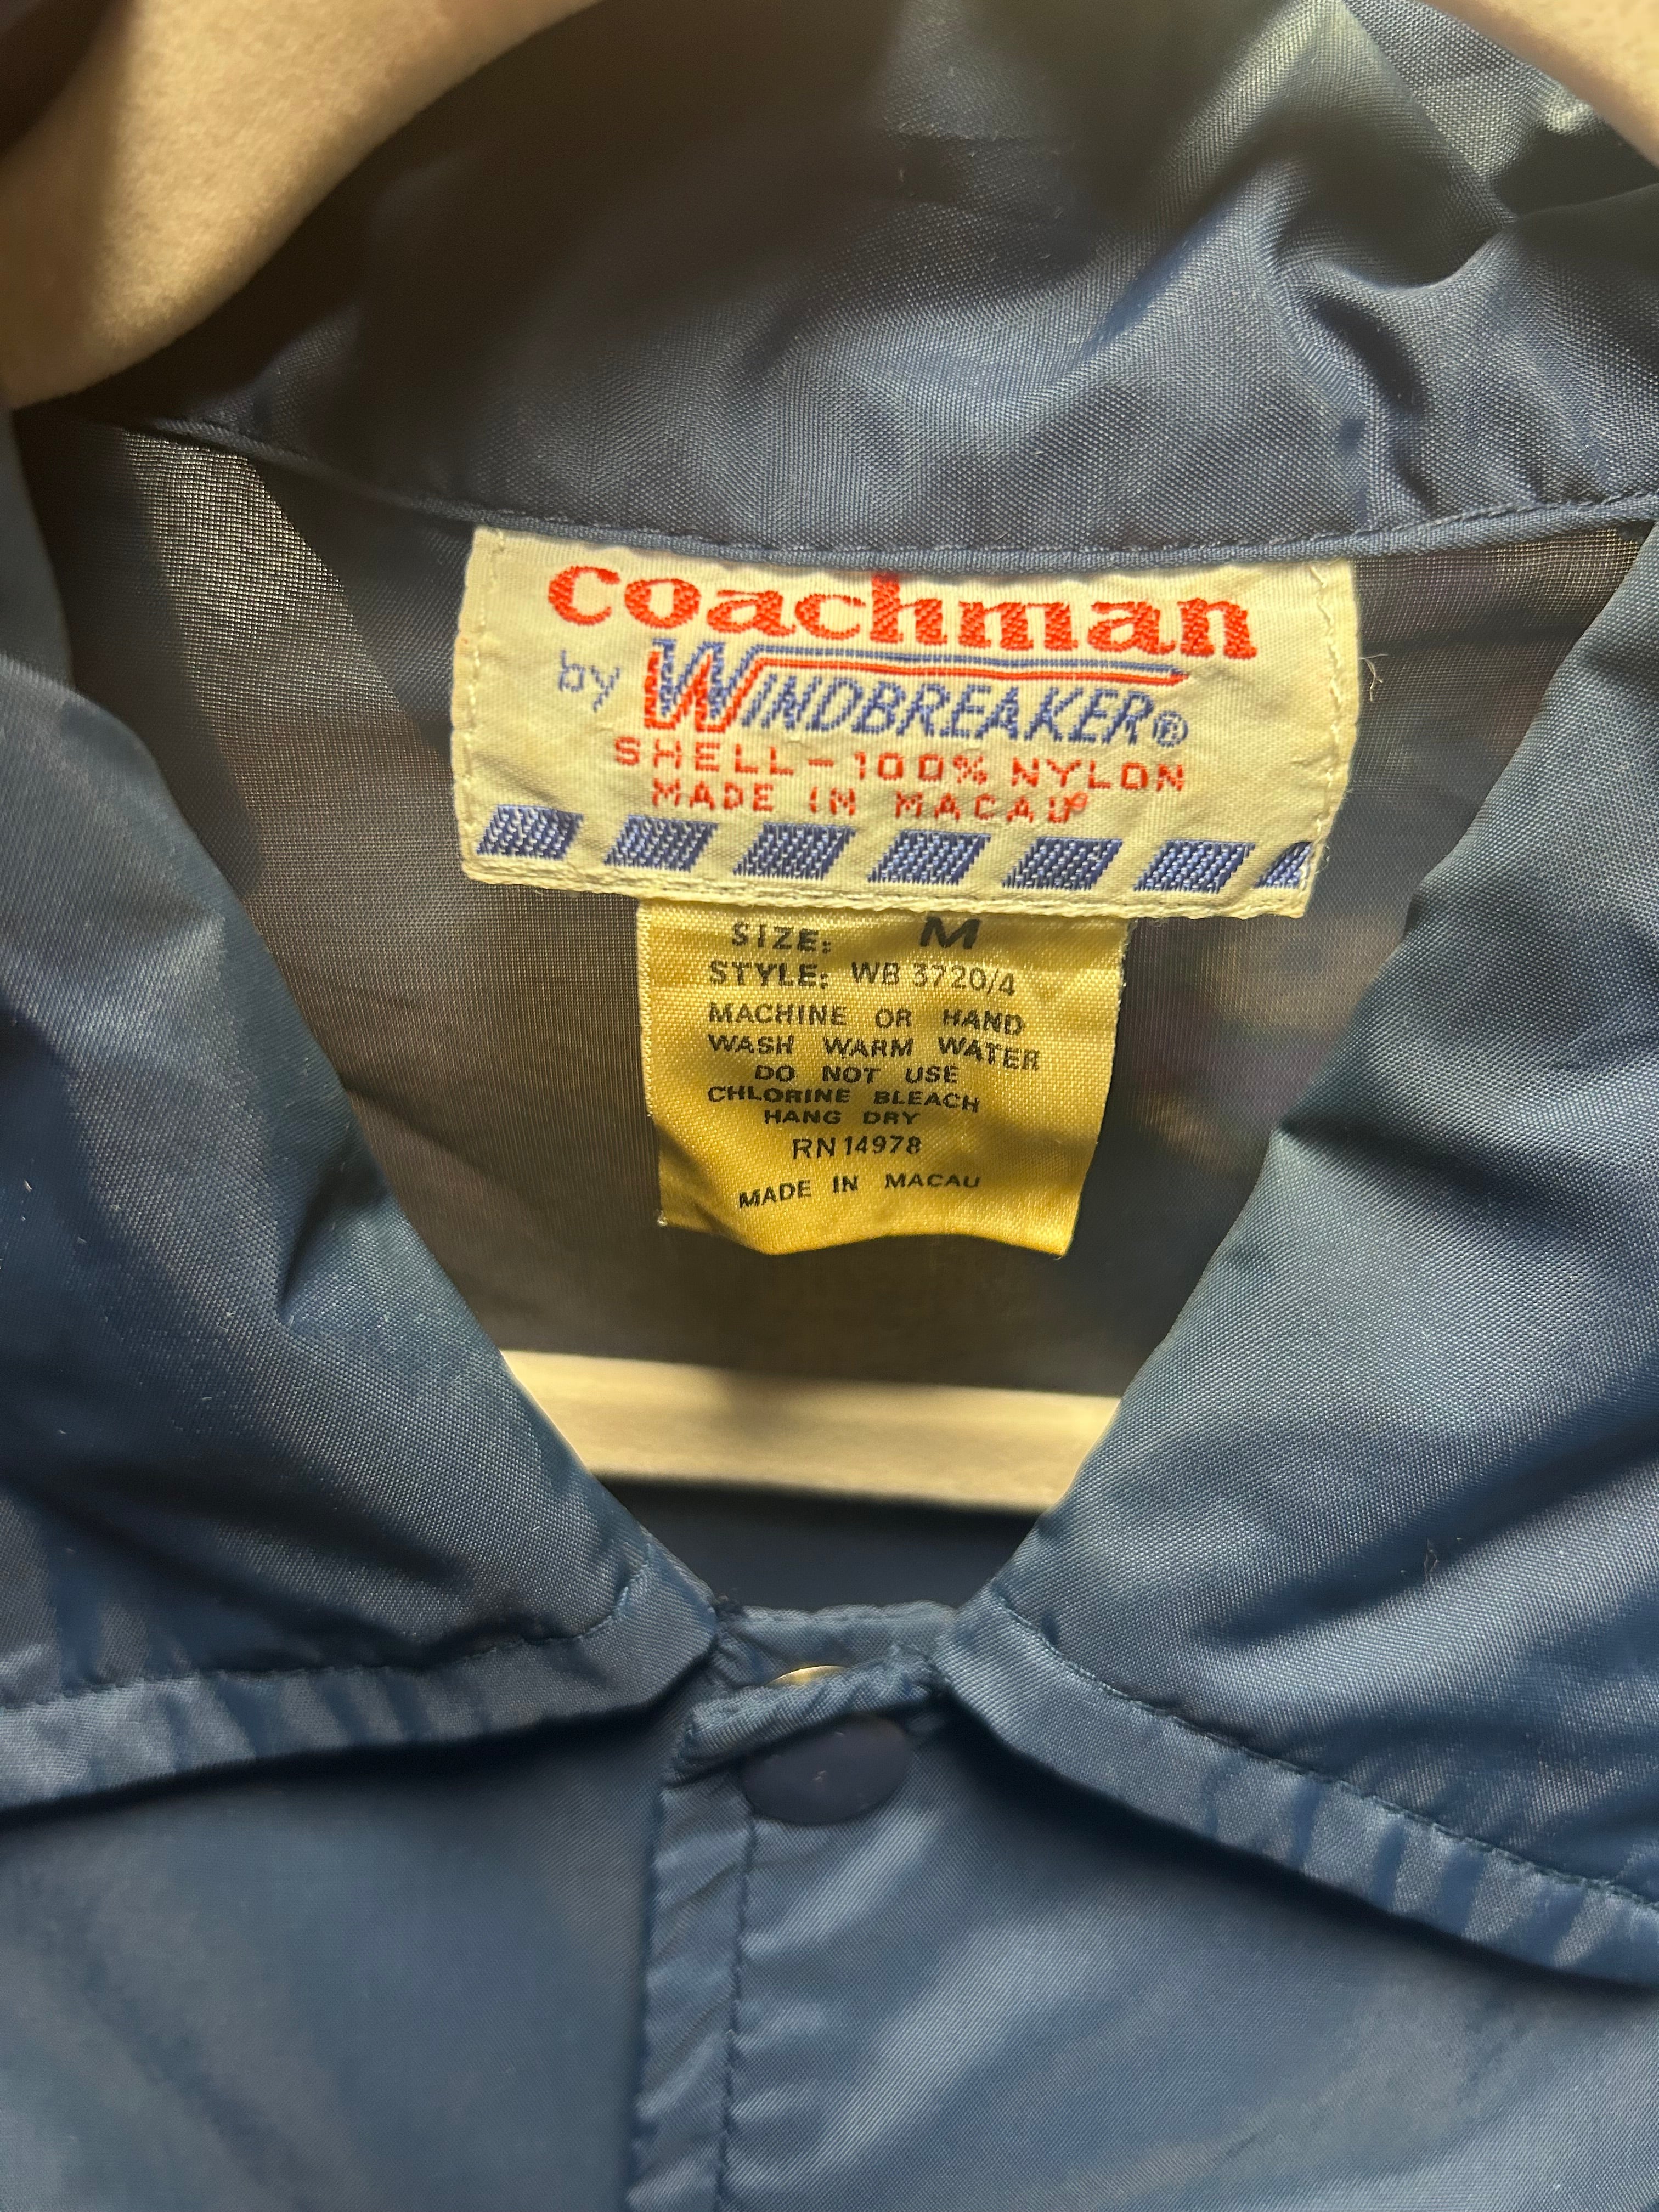 coachman
by WINDBREAKER®
SHELL-100% NYLON
MADE IN MACAU
SIZE: M
STYLE: WB 3720/4
MACHINE OR HAND
WASH WARM WATER
DO NOT USE
CHLORINE BLEACH
HANG DRY
RN 14978
MADE IN MACAU